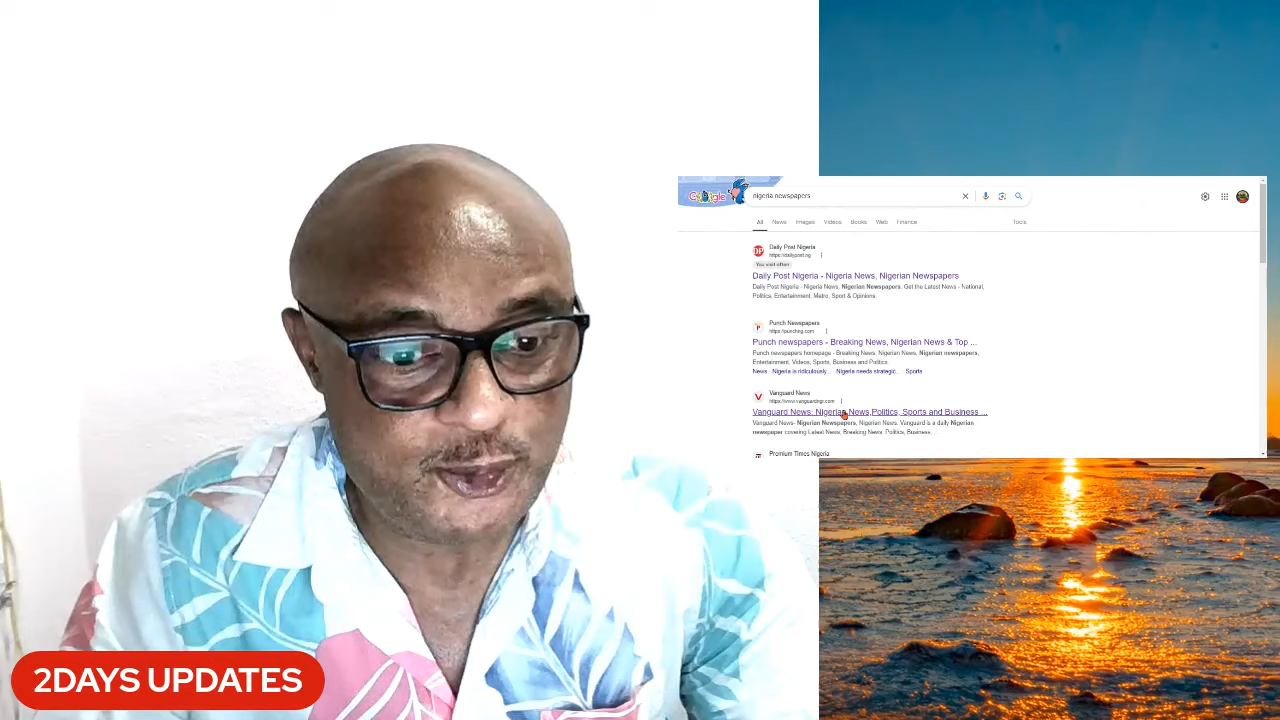 Google
nigeria newspapers
All News Images Videos Books Web Finance Tools
Daily Post Nigeria
https://dailypost.ng
You visit often
Daily Post Nigeria - Nigeria News, Nigerian Newspapers
Daily Post Nigeria - Nigeria News, Nigerian Newspapers. Get the Latest News - National,
Politics, Entertainment, Metro, Sport & Opinions.
Punch Newspapers
https://punchng.com
Punch newspapers - Breaking News, Nigerian News & Top ...
Punch newspapers homepage - Breaking News, Nigerian News, Nigerian newspapers,
Entertainment, Videos, Sports, Business and Politics.
News Nigeria is ridiculously... Nigeria needs strategic... Sports
Vanguard News
https://www.vanguardngr.com
Vanguard News: Nigerian News,Politics, Sports and Business ...
Vanguard News- Nigerian Newspapers, Nigerian News. Vanguard is a daily Nigerian
newspaper covering Latest News, Breaking News, Politics, Business,...
Premium Times Nigeria
2DAYS UPDATES